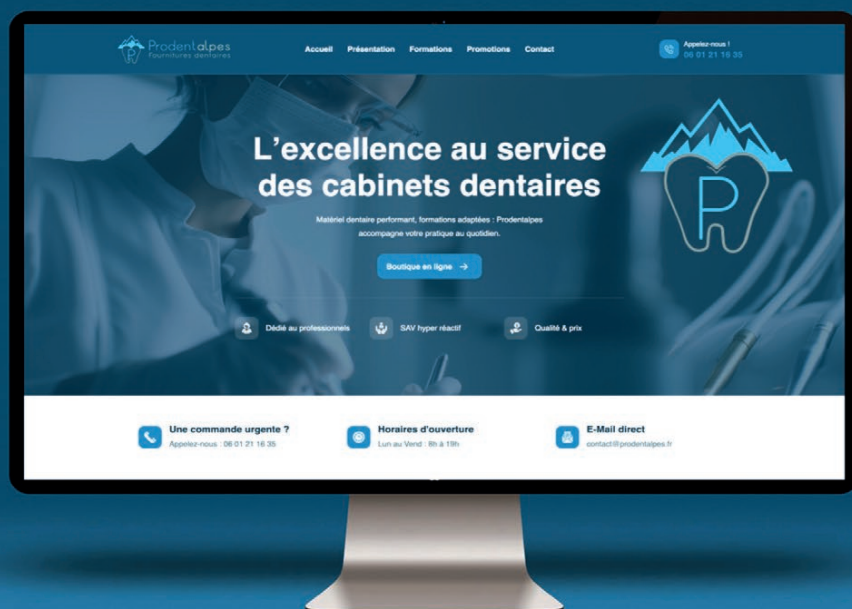 Prodentalpes
Fournitures dentaires
Accueil Présentation Formations Promotions Contact
Appelez-nous !
06 01 21 16 35
L'excellence au service
des cabinets dentaires
Matériel dentaire performant, formations adaptées : Prodentalpes
accompagne votre pratique au quotidien.
Boutique en ligne →
P
Dédié au professionnels
SAV hyper réactif
Qualité & prix
Une commande urgente ?
Appelez-nous : 06 01 21 16 35
Horaires d'ouverture
Lun au Vend : 8h à 19h
E-Mail direct
contact@prodentalpes.fr